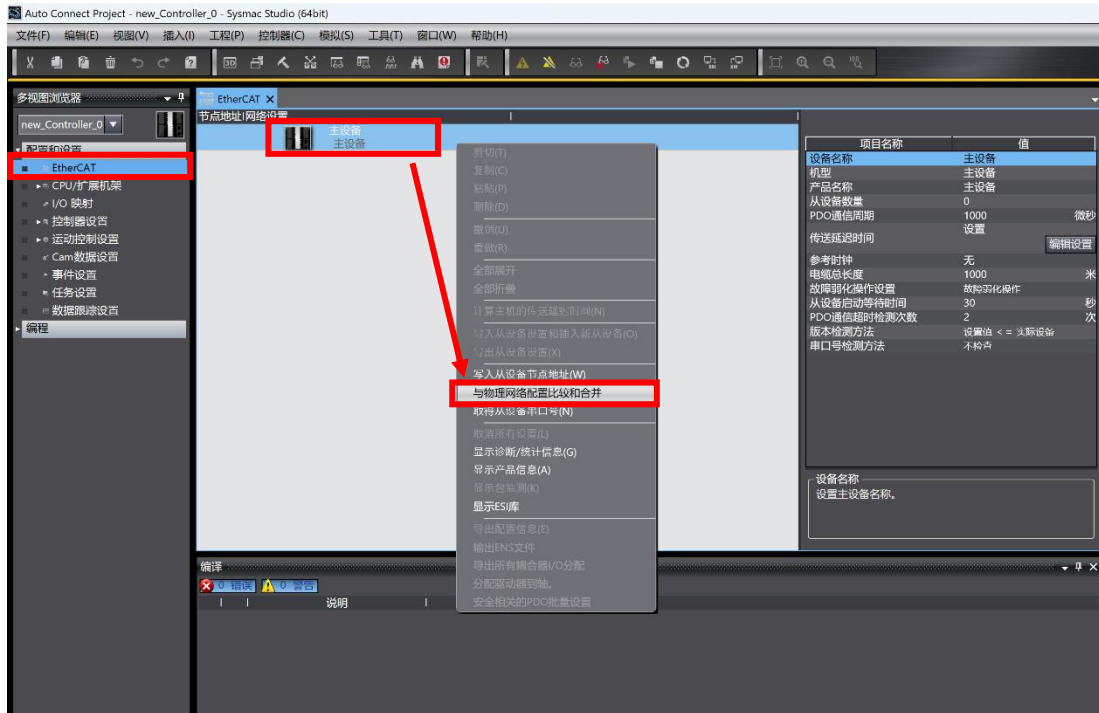 Auto Connect Project - new_Controller_0 - Sysmac Studio (64bit)
文件(F) 编辑(E) 视图(V) 插入(I) 工程(P) 控制器(C) 模拟(S) 工具(T) 窗口(W) 帮助(H)
多视图浏览器
new_Controller_0
配置和设置
EtherCAT
CPU/扩展机架
I/O 映射
控制器设置
运动控制设置
Cam数据设置
事件设置
任务设置
数据跟踪设置
编程
EtherCAT
节点地址 网络设置
主设备
主设备
剪切(T)
复制(C)
粘贴(P)
删除(D)
撤销(U)
重做(R)
全部展开
全部折叠
计算主机的传送延迟时间(N)
导入从设备设置和插入新从设备(O)
导出从设备设置(X)
写入从设备节点地址(W)
与物理网络配置比较和合并
取得从设备串口号(N)
取消所有设置(L)
显示诊断/统计信息(G)
显示产品信息(A)
显示包监测(K)
显示ESI库
导出配置信息(E)
输出ENS文件
导出所有耦合器I/O分配
分配驱动器到轴。
安全相关的PDO批量设置
项目名称 值
设备名称 主设备
机型 主设备
产品名称 主设备
从设备数量 0
PDO通信周期 1000 微秒
传送延迟时间 设置
编辑设置
参考时钟 无
电缆总长度 1000 米
故障弱化操作设置 故障弱化操作
从设备启动等待时间 30 秒
PDO通信超时检测次数 2 次
版本检测方法 设置值 <= 实际设备
串口号检测方法 不检查
设备名称
设置主设备名称。
编译
0 错误 0 警告
说明